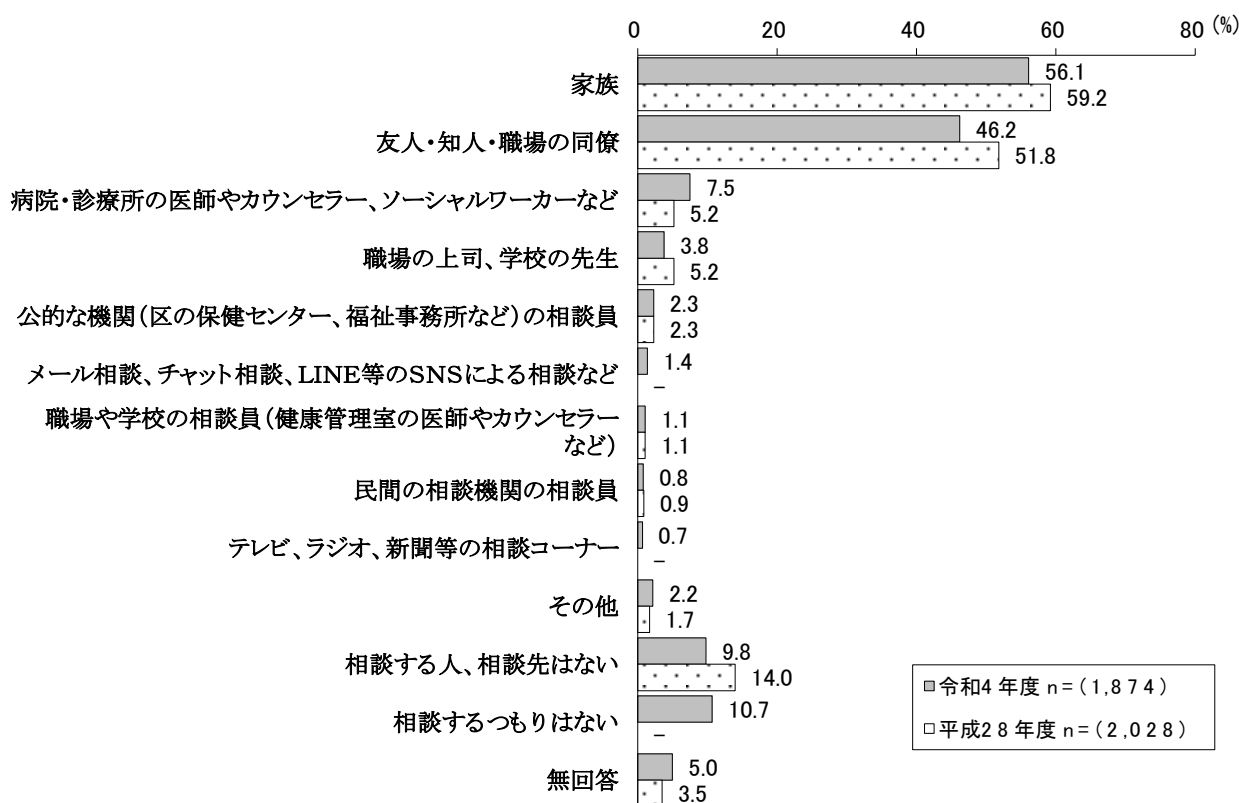 0 20 40 60 80 (%)
家族 56.1
59.2
友人・知人・職場の同僚 46.2
51.8
病院・診療所の医師やカウンセラー、ソーシャルワーカーなど 7.5
5.2
職場の上司、学校の先生 3.8
5.2
公的な機関(区の保健センター、福祉事務所など)の相談員 2.3
2.3
メール相談、チャット相談、LINE等のSNSによる相談など 1.4
–
職場や学校の相談員(健康管理室の医師やカウンセラー 1.1
など) 1.1
民間の相談機関の相談員 0.8
0.9
テレビ、ラジオ、新聞等の相談コーナー 0.7
–
その他 2.2
1.7
相談する人、相談先はない 9.8
14.0
相談するつもりはない 10.7
–
無回答 5.0
3.5
令和4年度 n=(1,874)
平成28年度 n=(2,028)